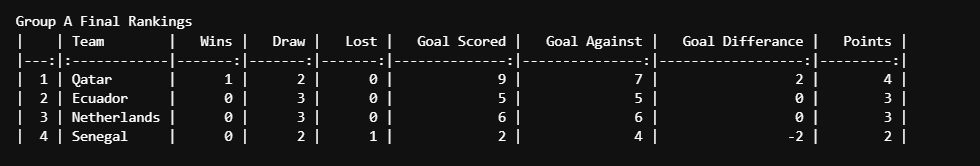 Group A Final Rankings
|    | Team        |   Wins |   Draw |   Lost |   Goal Scored |   Goal Against |   Goal Differance |   Points |
|---:|:------------|-------:|-------:|-------:|--------------:|---------------:|------------------:|---------:|
|  1 | Qatar       |      1 |      2 |      0 |             9 |              7 |                 2 |        4 |
|  2 | Ecuador     |      0 |      3 |      0 |             5 |              5 |                 0 |        3 |
|  3 | Netherlands |      0 |      3 |      0 |             6 |              6 |                 0 |        3 |
|  4 | Senegal     |      0 |      2 |      1 |             2 |              4 |                -2 |        2 |